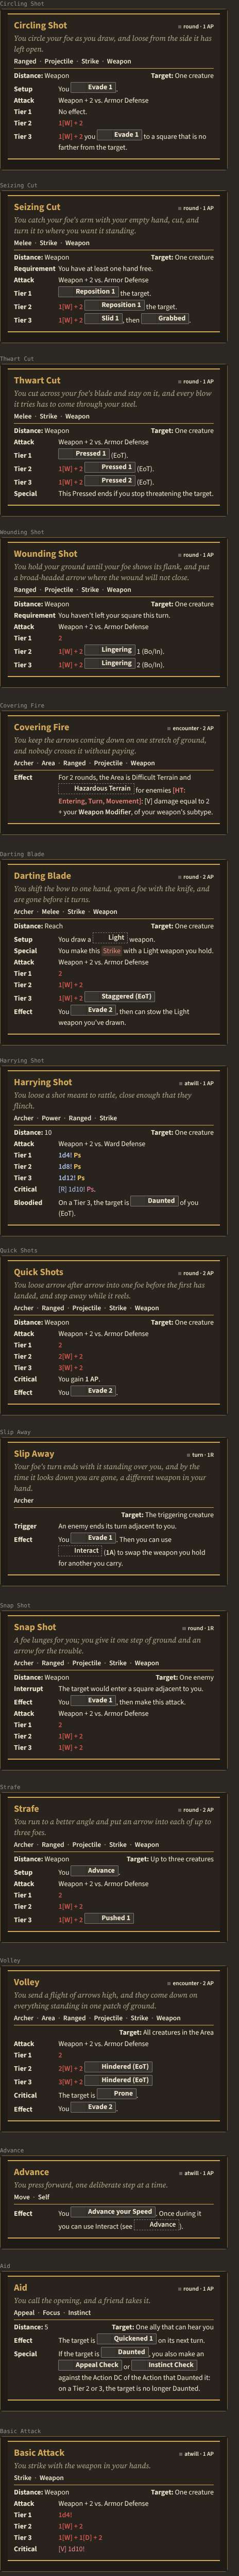 Circling Shot
Circling Shot
round · 1 AP
You circle your foe as you draw, and loose from the side it has
left open.
Ranged · Projectile · Strike · Weapon
Distance: Weapon Target: One creature
Setup You Evade 1.
Attack Weapon + 2 vs. Armor Defense
Tier 1 No effect.
Tier 2 1[W] + 2
Tier 3 1[W] + 2 you Evade 1 to a square that is no
farther from the target.
Seizing Cut
Seizing Cut
round · 1 AP
You catch your foe's arm with your empty hand, cut, and
turn it to where you want it standing.
Melee · Strike · Weapon
Distance: Weapon Target: One creature
Requirement You have at least one hand free.
Attack Weapon + 2 vs. Armor Defense
Tier 1 Reposition 1 the target.
Tier 2 1[W] + 2 Reposition 1 the target.
Tier 3 1[W] + 2 Slid 1, then Grabbed.
Thwart Cut
Thwart Cut
round · 1 AP
You cut across your foe's blade and stay on it, and every blow
it tries has to come through your steel.
Melee · Strike · Weapon
Distance: Weapon Target: One creature
Attack Weapon + 2 vs. Armor Defense
Tier 1 Pressed 1 (EoT).
Tier 2 1[W] + 2 Pressed 1 (EoT).
Tier 3 1[W] + 2 Pressed 2 (EoT).
Special This Pressed ends if you stop threatening the target.
Wounding Shot
Wounding Shot
round · 1 AP
You hold your ground until your foe shows its flank, and put
a broad-headed arrow where the wound will not close.
Ranged · Projectile · Strike · Weapon
Distance: Weapon Target: One creature
Requirement You haven't left your square this turn.
Attack Weapon + 2 vs. Armor Defense
Tier 1 2
Tier 2 1[W] + 2 Lingering 1 (Bo/In).
Tier 3 1[W] + 2 Lingering 2 (Bo/In).
Covering Fire
Covering Fire
encounter · 2 AP
You keep the arrows coming down on one stretch of ground,
and nobody crosses it without paying.
Archer · Area · Ranged · Projectile · Weapon
Effect For 2 rounds, the Area is Difficult Terrain and
Hazardous Terrain for enemies [HT:
Entering, Turn, Movement]: [V] damage equal to 2
+ your Weapon Modifier, of your weapon's subtype.
Darting Blade
Darting Blade
round · 2 AP
You shift the bow to one hand, open a foe with the knife, and
are gone before it turns.
Archer · Melee · Strike · Weapon
Distance: Reach Target: One creature
Setup You draw a Light weapon.
Special You make this Strike with a Light weapon you hold.
Attack Weapon + 2 vs. Armor Defense
Tier 1 2
Tier 2 1[W] + 2
Tier 3 1[W] + 2 Staggered (EoT)
Effect You Evade 2, then can stow the Light
weapon you've drawn.
Harrying Shot
Harrying Shot
atwill · 1 AP
You loose a shot meant to rattle, close enough that they
flinch.
Archer · Power · Ranged · Strike
Distance: 10 Target: One creature
Attack Weapon + 2 vs. Ward Defense
Tier 1 1d4! Ps
Tier 2 1d8! Ps
Tier 3 1d12! Ps
Critical [R] 1d10! Ps.
Bloodied On a Tier 3, the target is Daunted of you
(EoT).
Quick Shots
Quick Shots
round · 2 AP
You loose arrow after arrow into one foe before the first has
landed, and step away while it reels.
Archer · Ranged · Projectile · Strike · Weapon
Distance: Weapon Target: One creature
Attack Weapon + 2 vs. Armor Defense
Tier 1 2
Tier 2 2[W] + 2
Tier 3 3[W] + 2
Critical You gain 1 AP.
Effect You Evade 2.
Slip Away
Slip Away
turn · 1R
Your foe's turn ends with it standing over you, and by the
time it looks down you are gone, a different weapon in your
hand.
Archer
Target: The triggering creature
Trigger An enemy ends its turn adjacent to you.
Effect You Evade 1. Then you can use
Interact (1A) to swap the weapon you hold
for another you carry.
Snap Shot
Snap Shot
round · 1R
A foe lunges for you; you give it one step of ground and an
arrow for the trouble.
Archer · Ranged · Projectile · Strike · Weapon
Distance: Weapon Target: One enemy
Interrupt The target would enter a square adjacent to you.
Effect You Evade 1, then make this attack.
Attack Weapon + 2 vs. Armor Defense
Tier 1 2
Tier 2 1[W] + 2
Tier 3 1[W] + 2
Strafe
Strafe
round · 2 AP
You run to a better angle and put an arrow into each of up to
three foes.
Archer · Ranged · Projectile · Strike · Weapon
Distance: Weapon Target: Up to three creatures
Setup You Advance.
Attack Weapon + 2 vs. Armor Defense
Tier 1 2
Tier 2 1[W] + 2
Tier 3 1[W] + 2 Pushed 1
Volley
Volley
encounter · 2 AP
You send a flight of arrows high, and they come down on
everything standing in one patch of ground.
Archer · Area · Ranged · Projectile · Strike · Weapon
Target: All creatures in the Area
Attack Weapon + 2 vs. Armor Defense
Tier 1 2
Tier 2 2[W] + 2 Hindered (EoT)
Tier 3 3[W] + 2 Hindered (EoT)
Critical The target is Prone.
Effect You Evade 2.
Advance
Advance
atwill · 1 AP
You press forward, one deliberate step at a time.
Move · Self
Effect You Advance your Speed. Once during it
you can use Interact (see Advance).
Aid
Aid
round · 1 AP
You call the opening, and a friend takes it.
Appeal · Focus · Instinct
Distance: 5 Target: One ally that can hear you
Effect The target is Quickened 1 on its next turn.
Special If the target is Daunted, you also make an
Appeal Check or Instinct Check
against the Action DC of the Action that Daunted it:
on a Tier 2 or 3, the target is no longer Daunted.
Basic Attack
Basic Attack
atwill · 1 AP
You strike with the weapon in your hands.
Strike · Weapon
Distance: Weapon Target: One creature
Attack Weapon + 2 vs. Armor Defense
Tier 1 1d4!
Tier 2 1[W] + 2
Tier 3 1[W] + 1[D] + 2
Critical [V] 1d10!